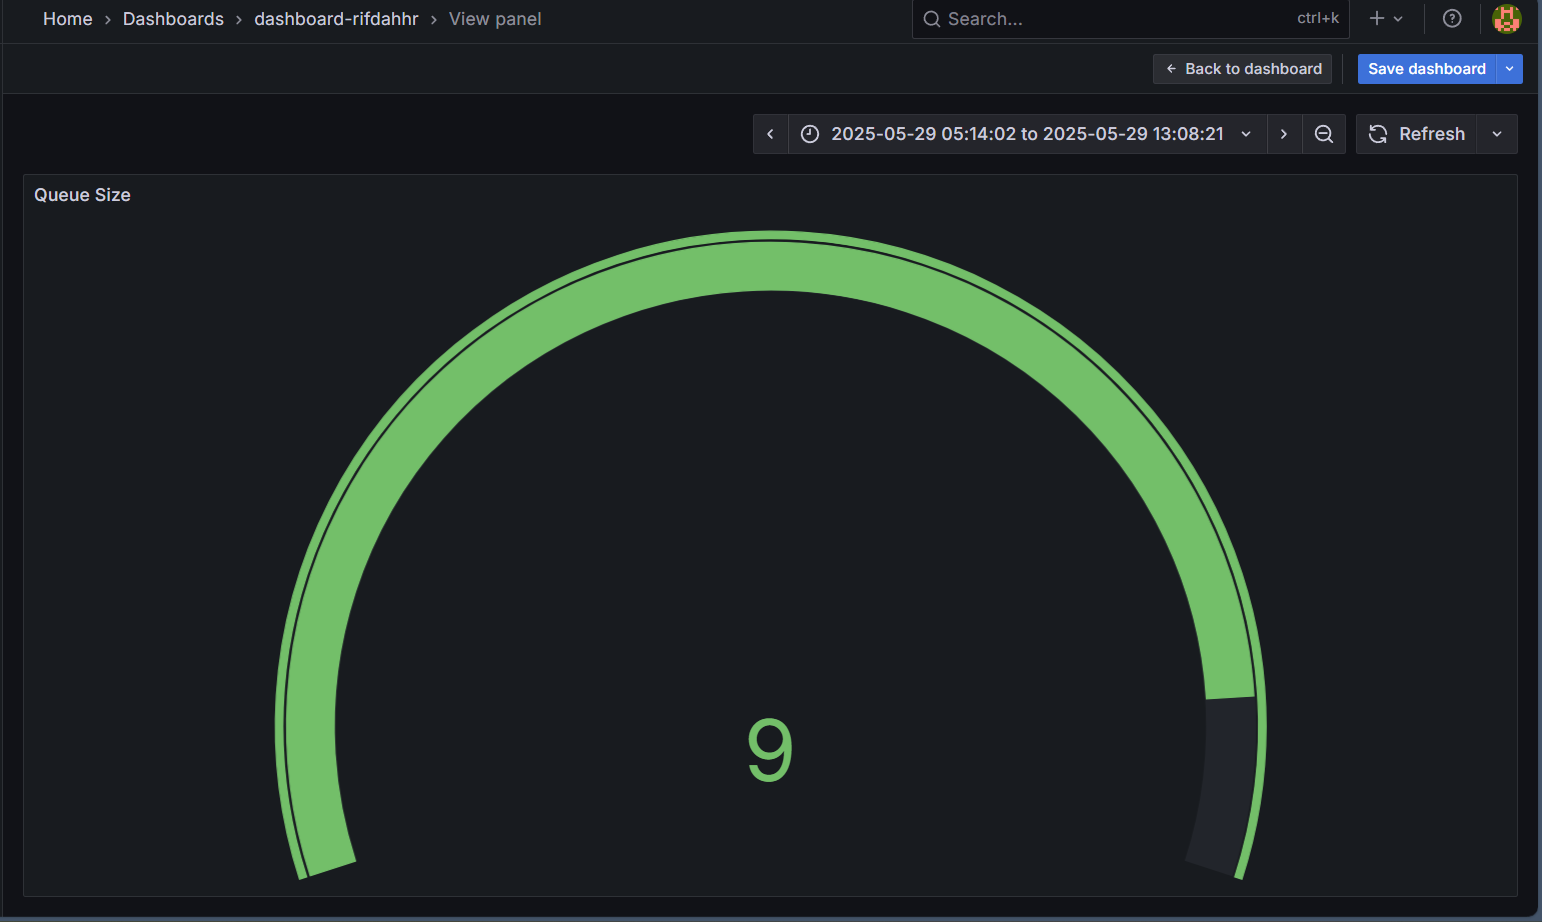 Home › Dashboards › dashboard-rifdahhr › View panel
Search...
ctrl+k
Back to dashboard
Save dashboard
2025-05-29 05:14:02 to 2025-05-29 13:08:21
Refresh
Queue Size
9